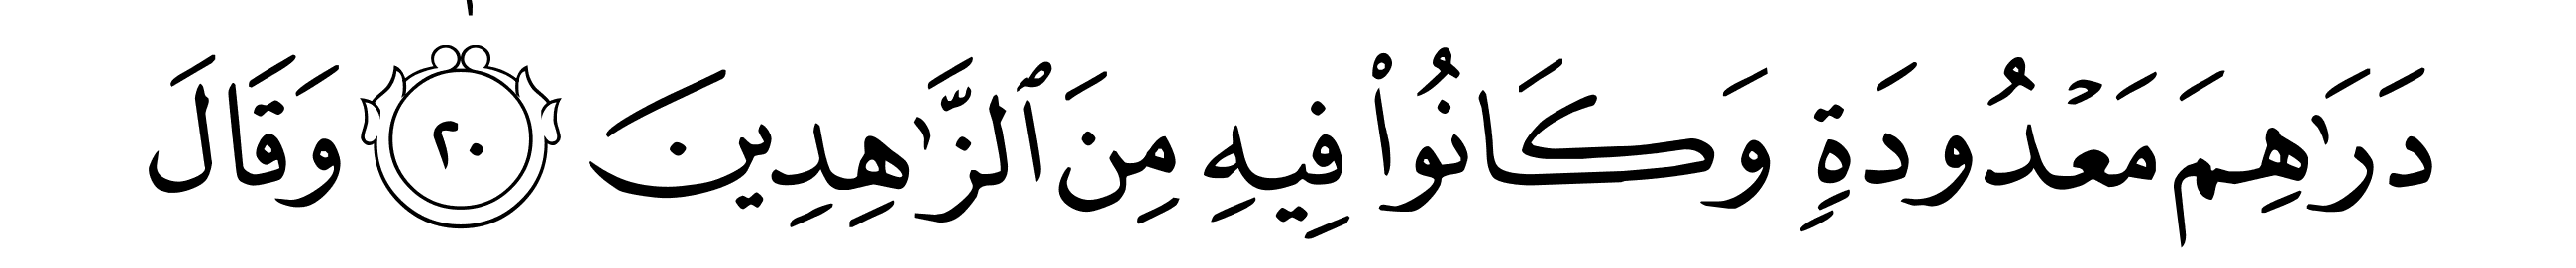 دَرَٰهِمَ مَعْدُودَةٍ وَكَانُوا۟ فِيهِ مِنَ ٱلزَّٰهِدِينَ ٢٠ وَقَالَ